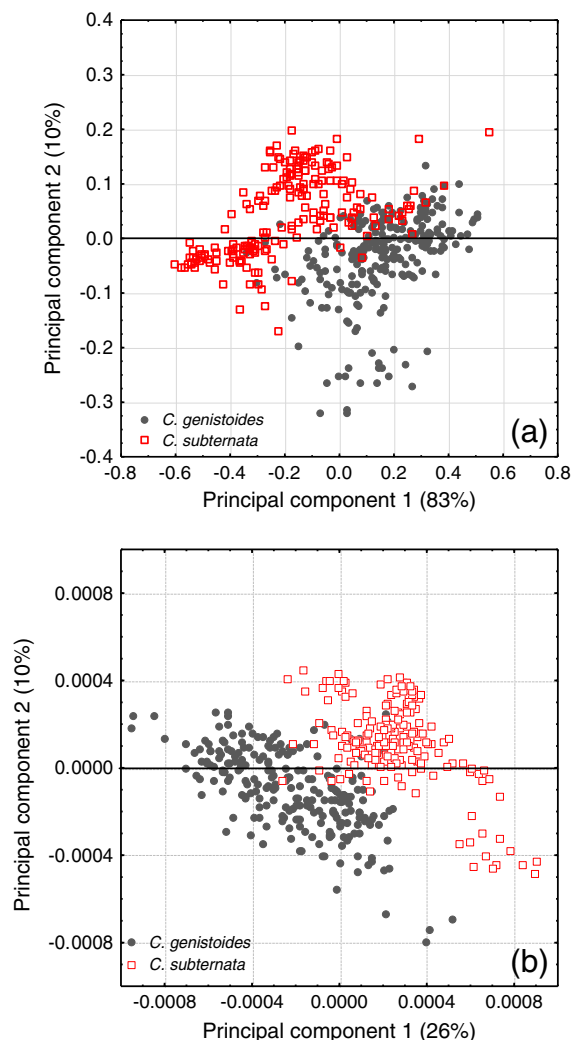 0.4
0.3
0.2
0.1
0.0
-0.1
-0.2
-0.3
-0.4
Principal component 2 (10%)
C. genistoides
C. subternata
(a)
-0.8 -0.6 -0.4 -0.2 0.0 0.2 0.4 0.6 0.8
Principal component 1 (83%)
0.0008
0.0004
0.0000
-0.0004
-0.0008
Principal component 2 (10%)
C. genistoides
C. subternata
(b)
-0.0008 -0.0004 0.0000 0.0004 0.0008
Principal component 1 (26%)